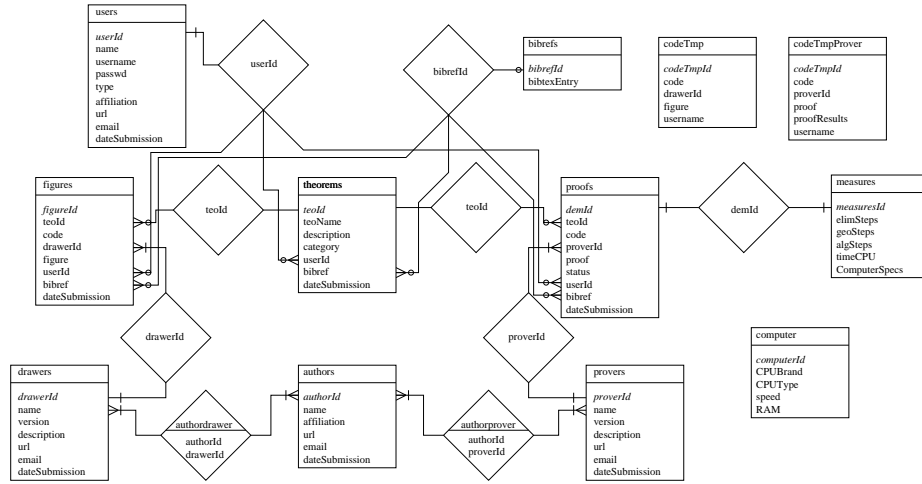 users
userId
name
username
passwd
type
affiliation
url
email
dateSubmission
userId
bibrefId
bibrefs
bibrefId
bibtexEntry
codeTmp
codeTmpId
code
drawerId
figure
username
codeTmpProver
codeTmpId
code
proverId
proof
proofResults
username
figures
figureId
teoId
code
drawerId
figure
userId
bibref
dateSubmission
teoId
theorems
teoId
teoName
description
category
userId
bibref
dateSubmission
teoId
proofs
demId
teoId
code
proverId
proof
status
userId
bibref
dateSubmission
demId
measures
measuresId
elimSteps
geoSteps
algSteps
timeCPU
ComputerSpecs
drawerId
proverId
computer
computerId
CPUBrand
CPUType
speed
RAM
drawers
drawerId
name
version
description
url
email
dateSubmission
authordrawer
authorId
drawerId
authors
authorId
name
affiliation
url
email
dateSubmission
authorprover
authorId
proverId
provers
proverId
name
version
description
url
email
dateSubmission